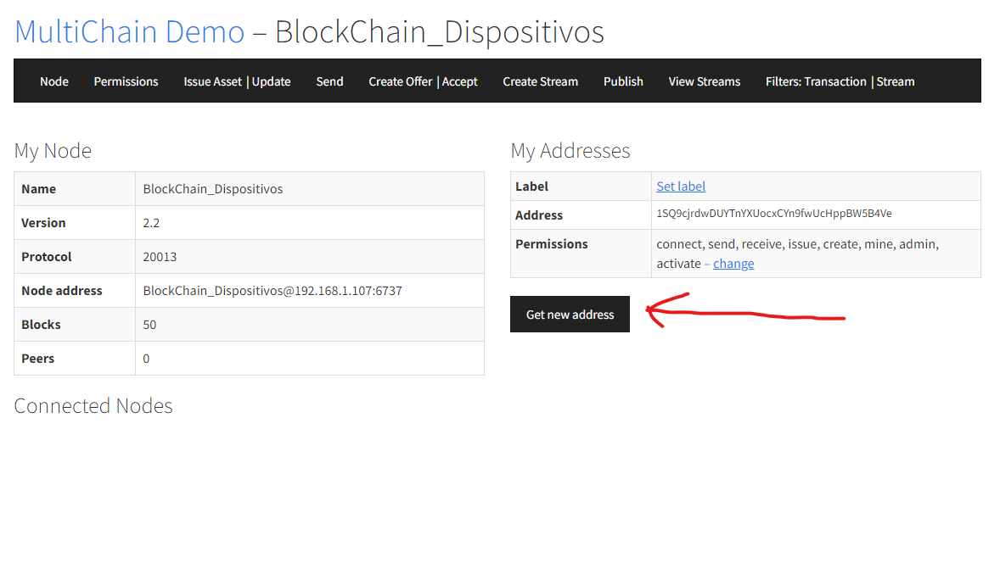 MultiChain Demo – BlockChain_Dispositivos
Node Permissions Issue Asset | Update Send Create Offer | Accept Create Stream Publish View Streams Filters: Transaction | Stream
My Node
Name BlockChain_Dispositivos
Version 2.2
Protocol 20013
Node address BlockChain_Dispositivos@192.168.1.107:6737
Blocks 50
Peers 0
Connected Nodes
My Addresses
Label Set label
Address 1SQ9cjrdwDUYTnYXUocxCYn9fwUcHppBW5B4Ve
Permissions connect, send, receive, issue, create, mine, admin,
activate – change
Get new address